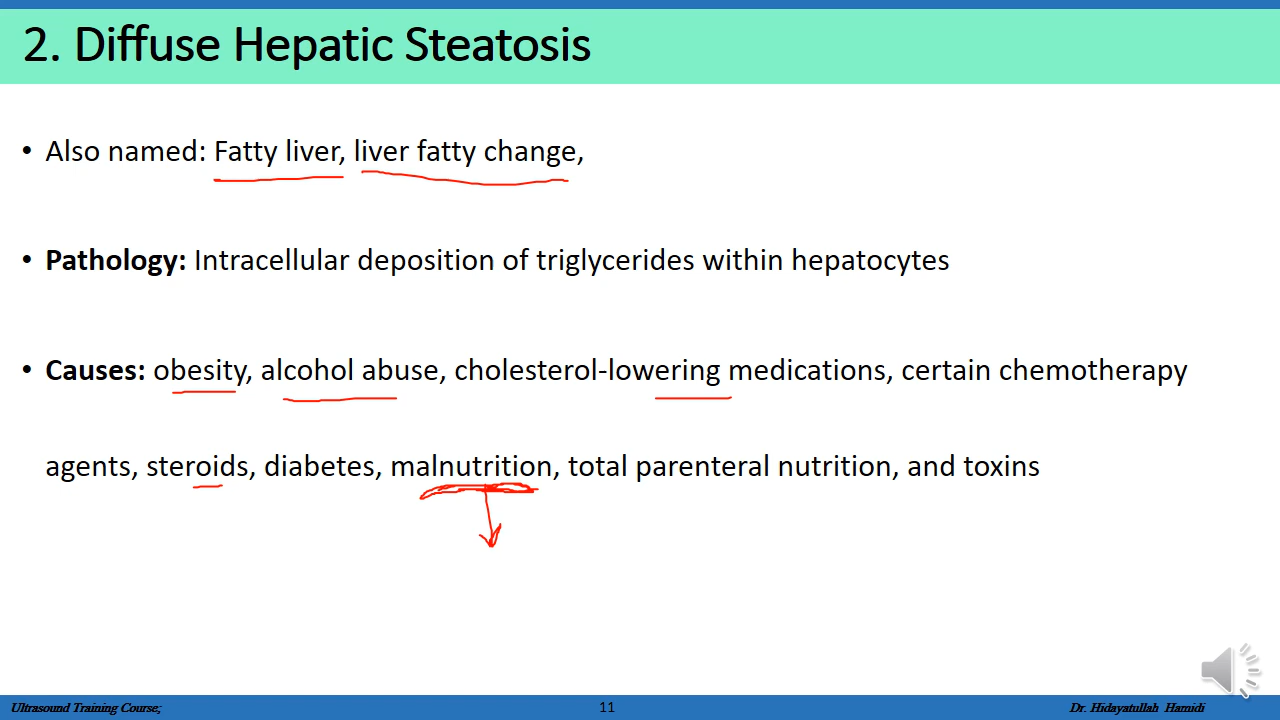 2. Diffuse Hepatic Steatosis
• Also named: Fatty liver, liver fatty change,
• Pathology: Intracellular deposition of triglycerides within hepatocytes
• Causes: obesity, alcohol abuse, cholesterol-lowering medications, certain chemotherapy
agents, steroids, diabetes, malnutrition, total parenteral nutrition, and toxins
Ultrasound Training Course; 11 Dr. Hidayatullah Hamidi